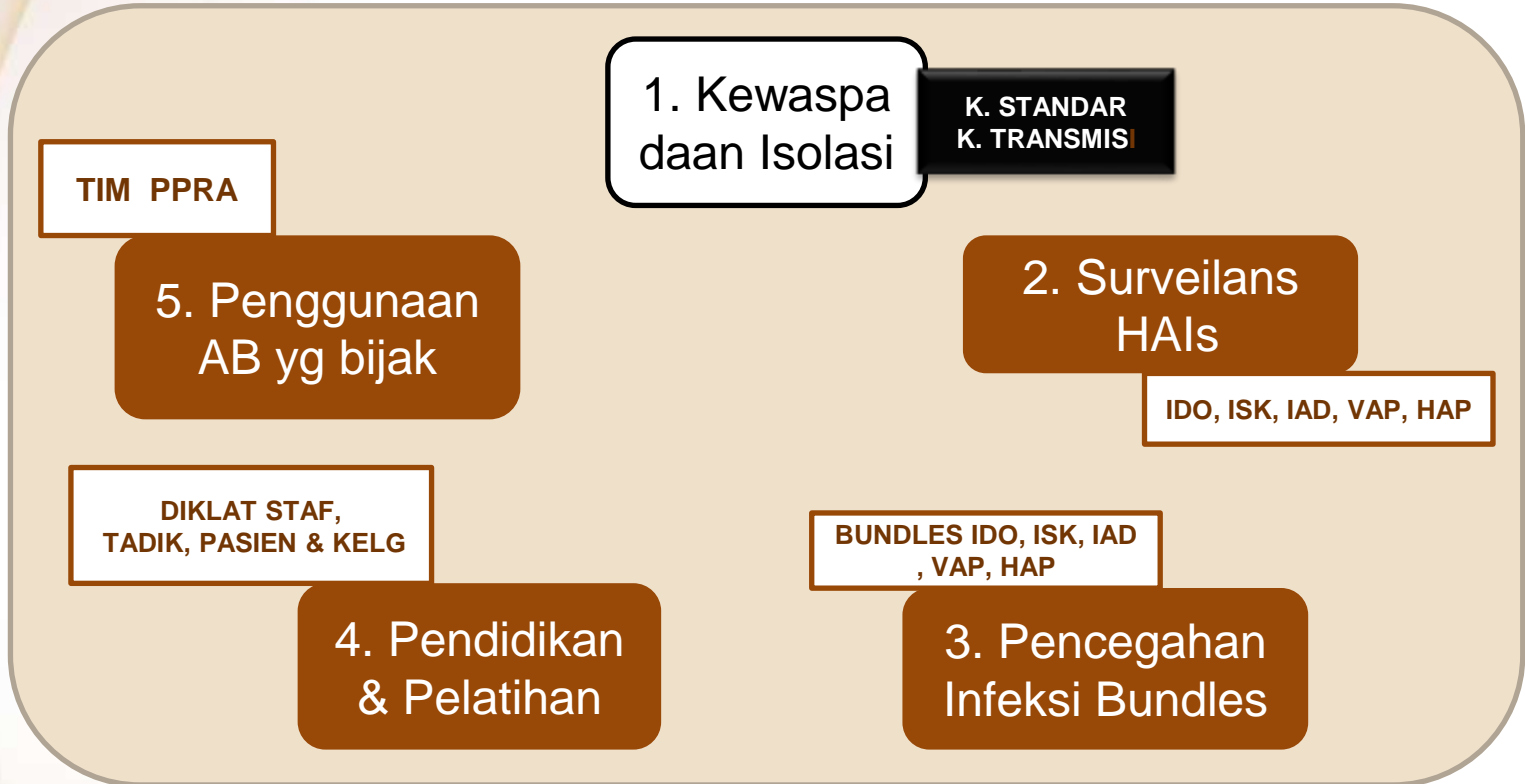 1. Kewaspa
daan Isolasi
K. STANDAR
K. TRANSMISI
TIM PPRA
5. Penggunaan
AB yg bijak
2. Surveilans
HAIs
IDO, ISK, IAD, VAP, HAP
DIKLAT STAF,
TADIK, PASIEN & KELG
4. Pendidikan
& Pelatihan
BUNDLES IDO, ISK, IAD
, VAP, HAP
3. Pencegahan
Infeksi Bundles